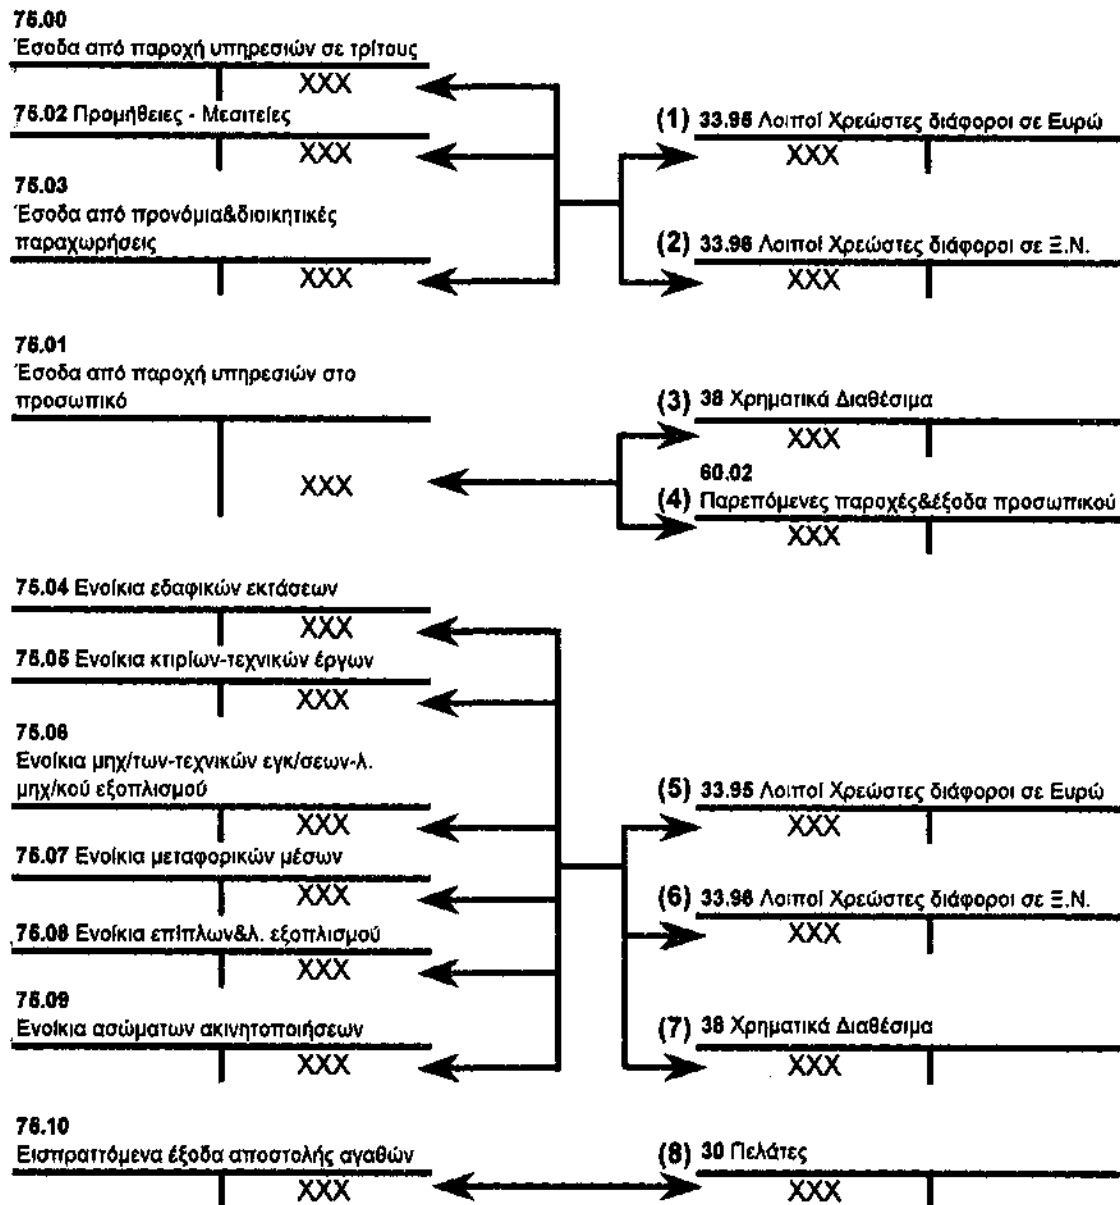 75.00
Έσοδα από παροχή υπηρεσιών σε τρίτους
XXX
75.02 Προμήθειες - Μεσιτείες
XXX
75.03
Έσοδα από προνόμια&διοικητικές
παραχωρήσεις
XXX
(1) 33.95 Λοιποί Χρεώστες διάφοροι σε Ευρώ
XXX
(2) 33.96 Λοιποί Χρεώστες διάφοροι σε Ξ.Ν.
XXX
75.01
Έσοδα από παροχή υπηρεσιών στο
προσωπικό
XXX
(3) 38 Χρηματικά Διαθέσιμα
XXX
60.02
(4) Παρεπόμενες παροχές&έξοδα προσωπικού
XXX
75.04 Ενοίκια εδαφικών εκτάσεων
XXX
75.05 Ενοίκια κτιρίων-τεχνικών έργων
XXX
75.06
Ενοίκια μηχ/των-τεχνικών εγκ/σεων-λ.
μηχ/κού εξοπλισμού
XXX
75.07 Ενοίκια μεταφορικών μέσων
XXX
75.08 Ενοίκια επίπλων&λ. εξοπλισμού
XXX
75.09
Ενοίκια ασώματων ακινητοποιήσεων
XXX
(5) 33.95 Λοιποί Χρεώστες διάφοροι σε Ευρώ
XXX
(6) 33.96 Λοιποί Χρεώστες διάφοροι σε Ξ.Ν.
XXX
(7) 38 Χρηματικά Διαθέσιμα
XXX
75.10
Εισπραττόμενα έξοδα αποστολής αγαθών
XXX
(8) 30 Πελάτες
XXX